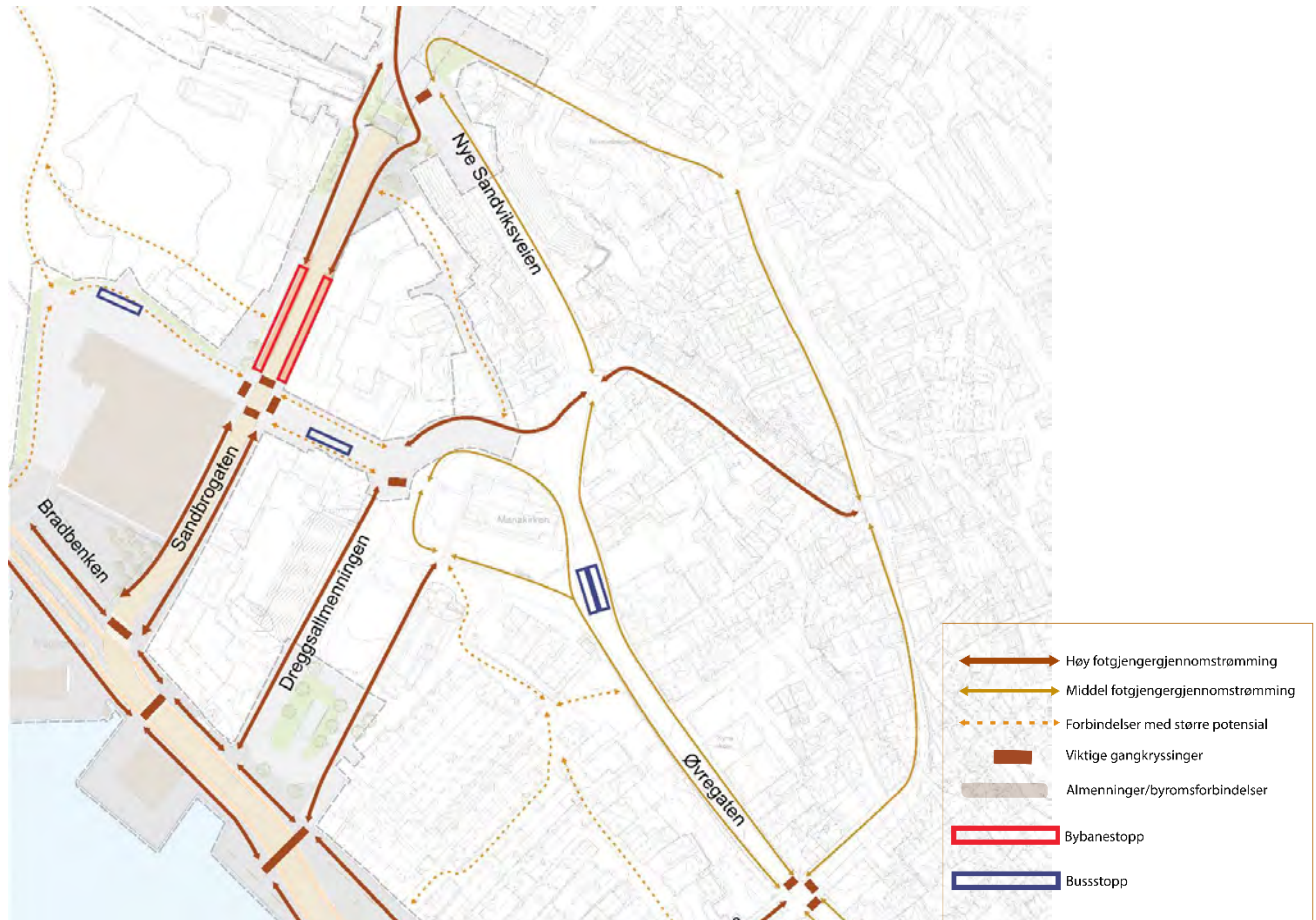 Nye Sandviksveien
Sandbrogaten
Bradbenken
Dreggsallmenningen
Mariakirken
Øvregaten
Høy fotgjengergjennomstrømming
Middel fotgjengergjennomstrømming
Forbindelser med større potensial
Viktige gangkryssinger
Almenninger/byromsforbindelser
Bybanestopp
Bussstopp